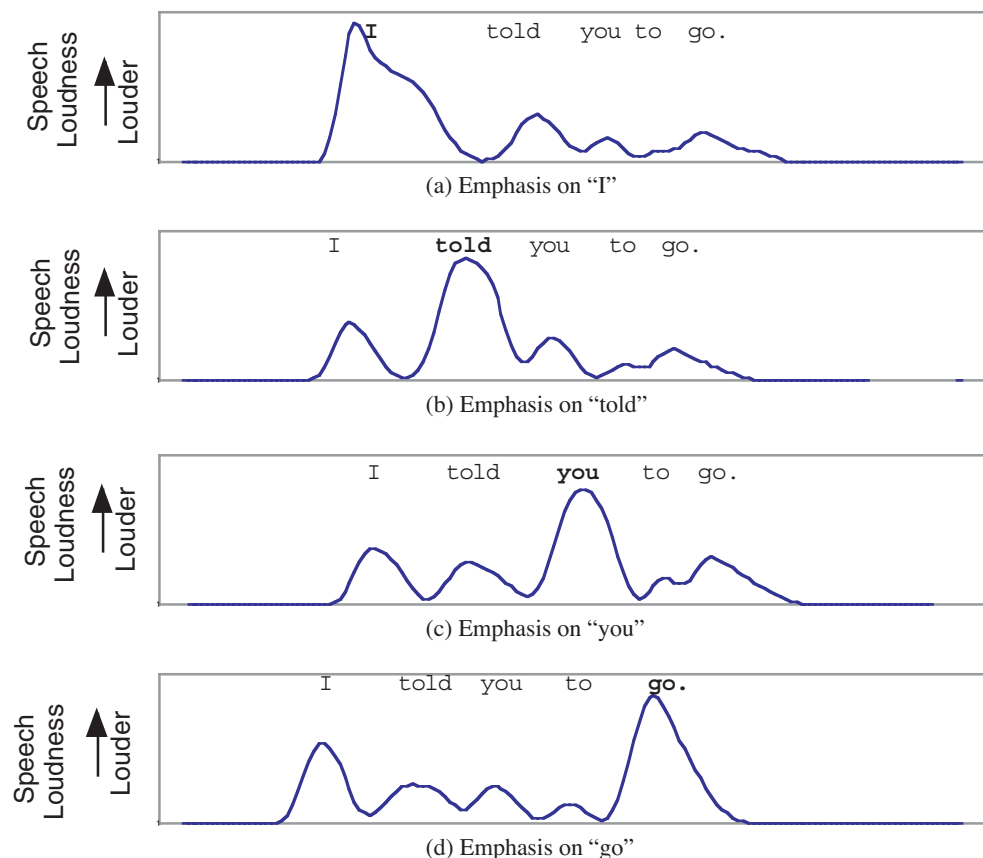 Speech
Loudness
Louder
I told you to go.
(a) Emphasis on “I”
Speech
Loudness
Louder
I told you to go.
(b) Emphasis on “told”
Speech
Loudness
Louder
I told you to go.
(c) Emphasis on “you”
Speech
Loudness
Louder
I told you to go.
(d) Emphasis on “go”